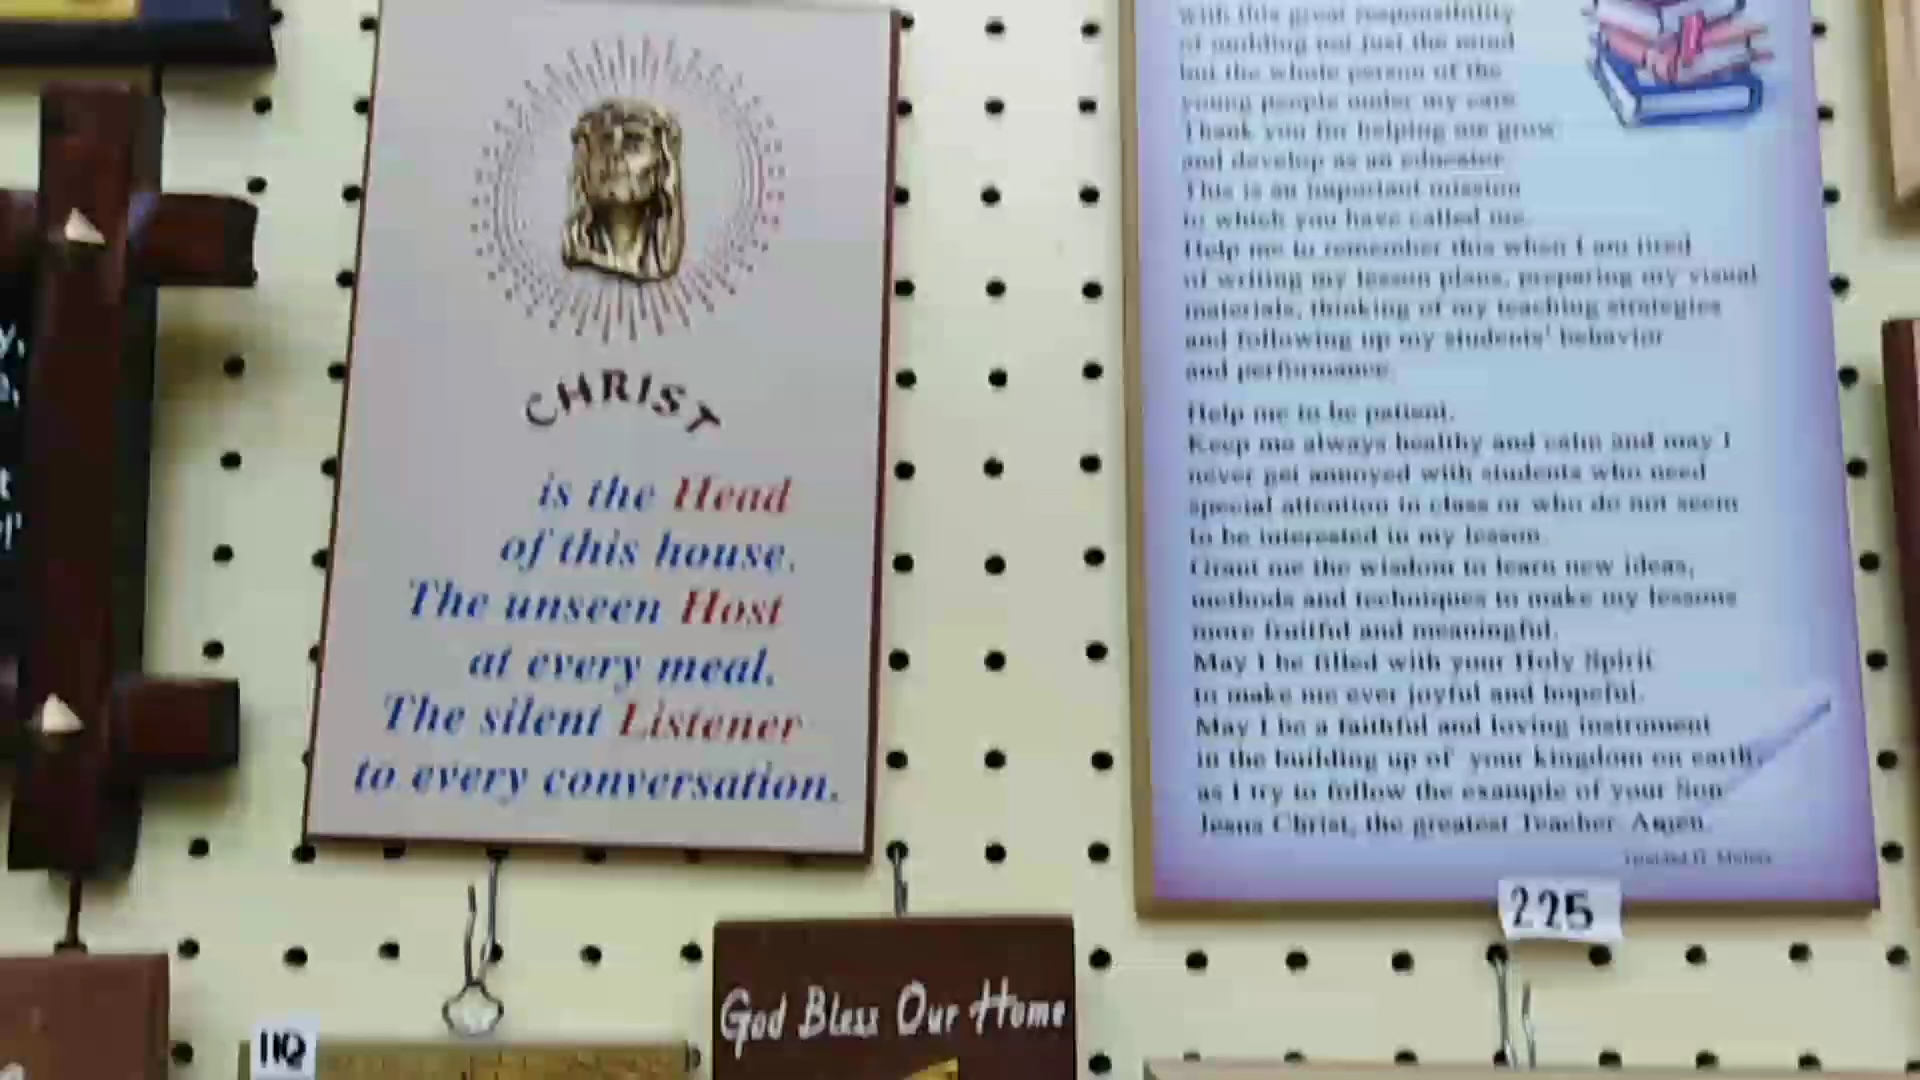 CHRIST
is the Head
of this house.
The unseen Host
at every meal.
The silent Listener
to every conversation.
with this great responsibility
of molding not just the mind
but the whole person of the
young people under my care.
Thank you for helping me grow
and develop as an educator.
This is an important mission
to which you have called me.
Help me to remember this when I am tired
of writing my lesson plans, preparing my visual
materials, thinking of my teaching strategies
and following up my students' behavior
and performance.
Help me to be patient.
Keep me always healthy and calm and may I
never get annoyed with students who need
special attention in class or who do not seem
to be interested in my lesson.
Grant me the wisdom to learn new ideas,
methods and techniques to make my lessons
more fruitful and meaningful.
May I be filled with your Holy Spirit
to make me ever joyful and hopeful.
May I be a faithful and loving instrument
in the building up of your kingdom on earth,
as I try to follow the example of your Son
Jesus Christ, the greatest Teacher. Amen.
225
God Bless Our Home
110